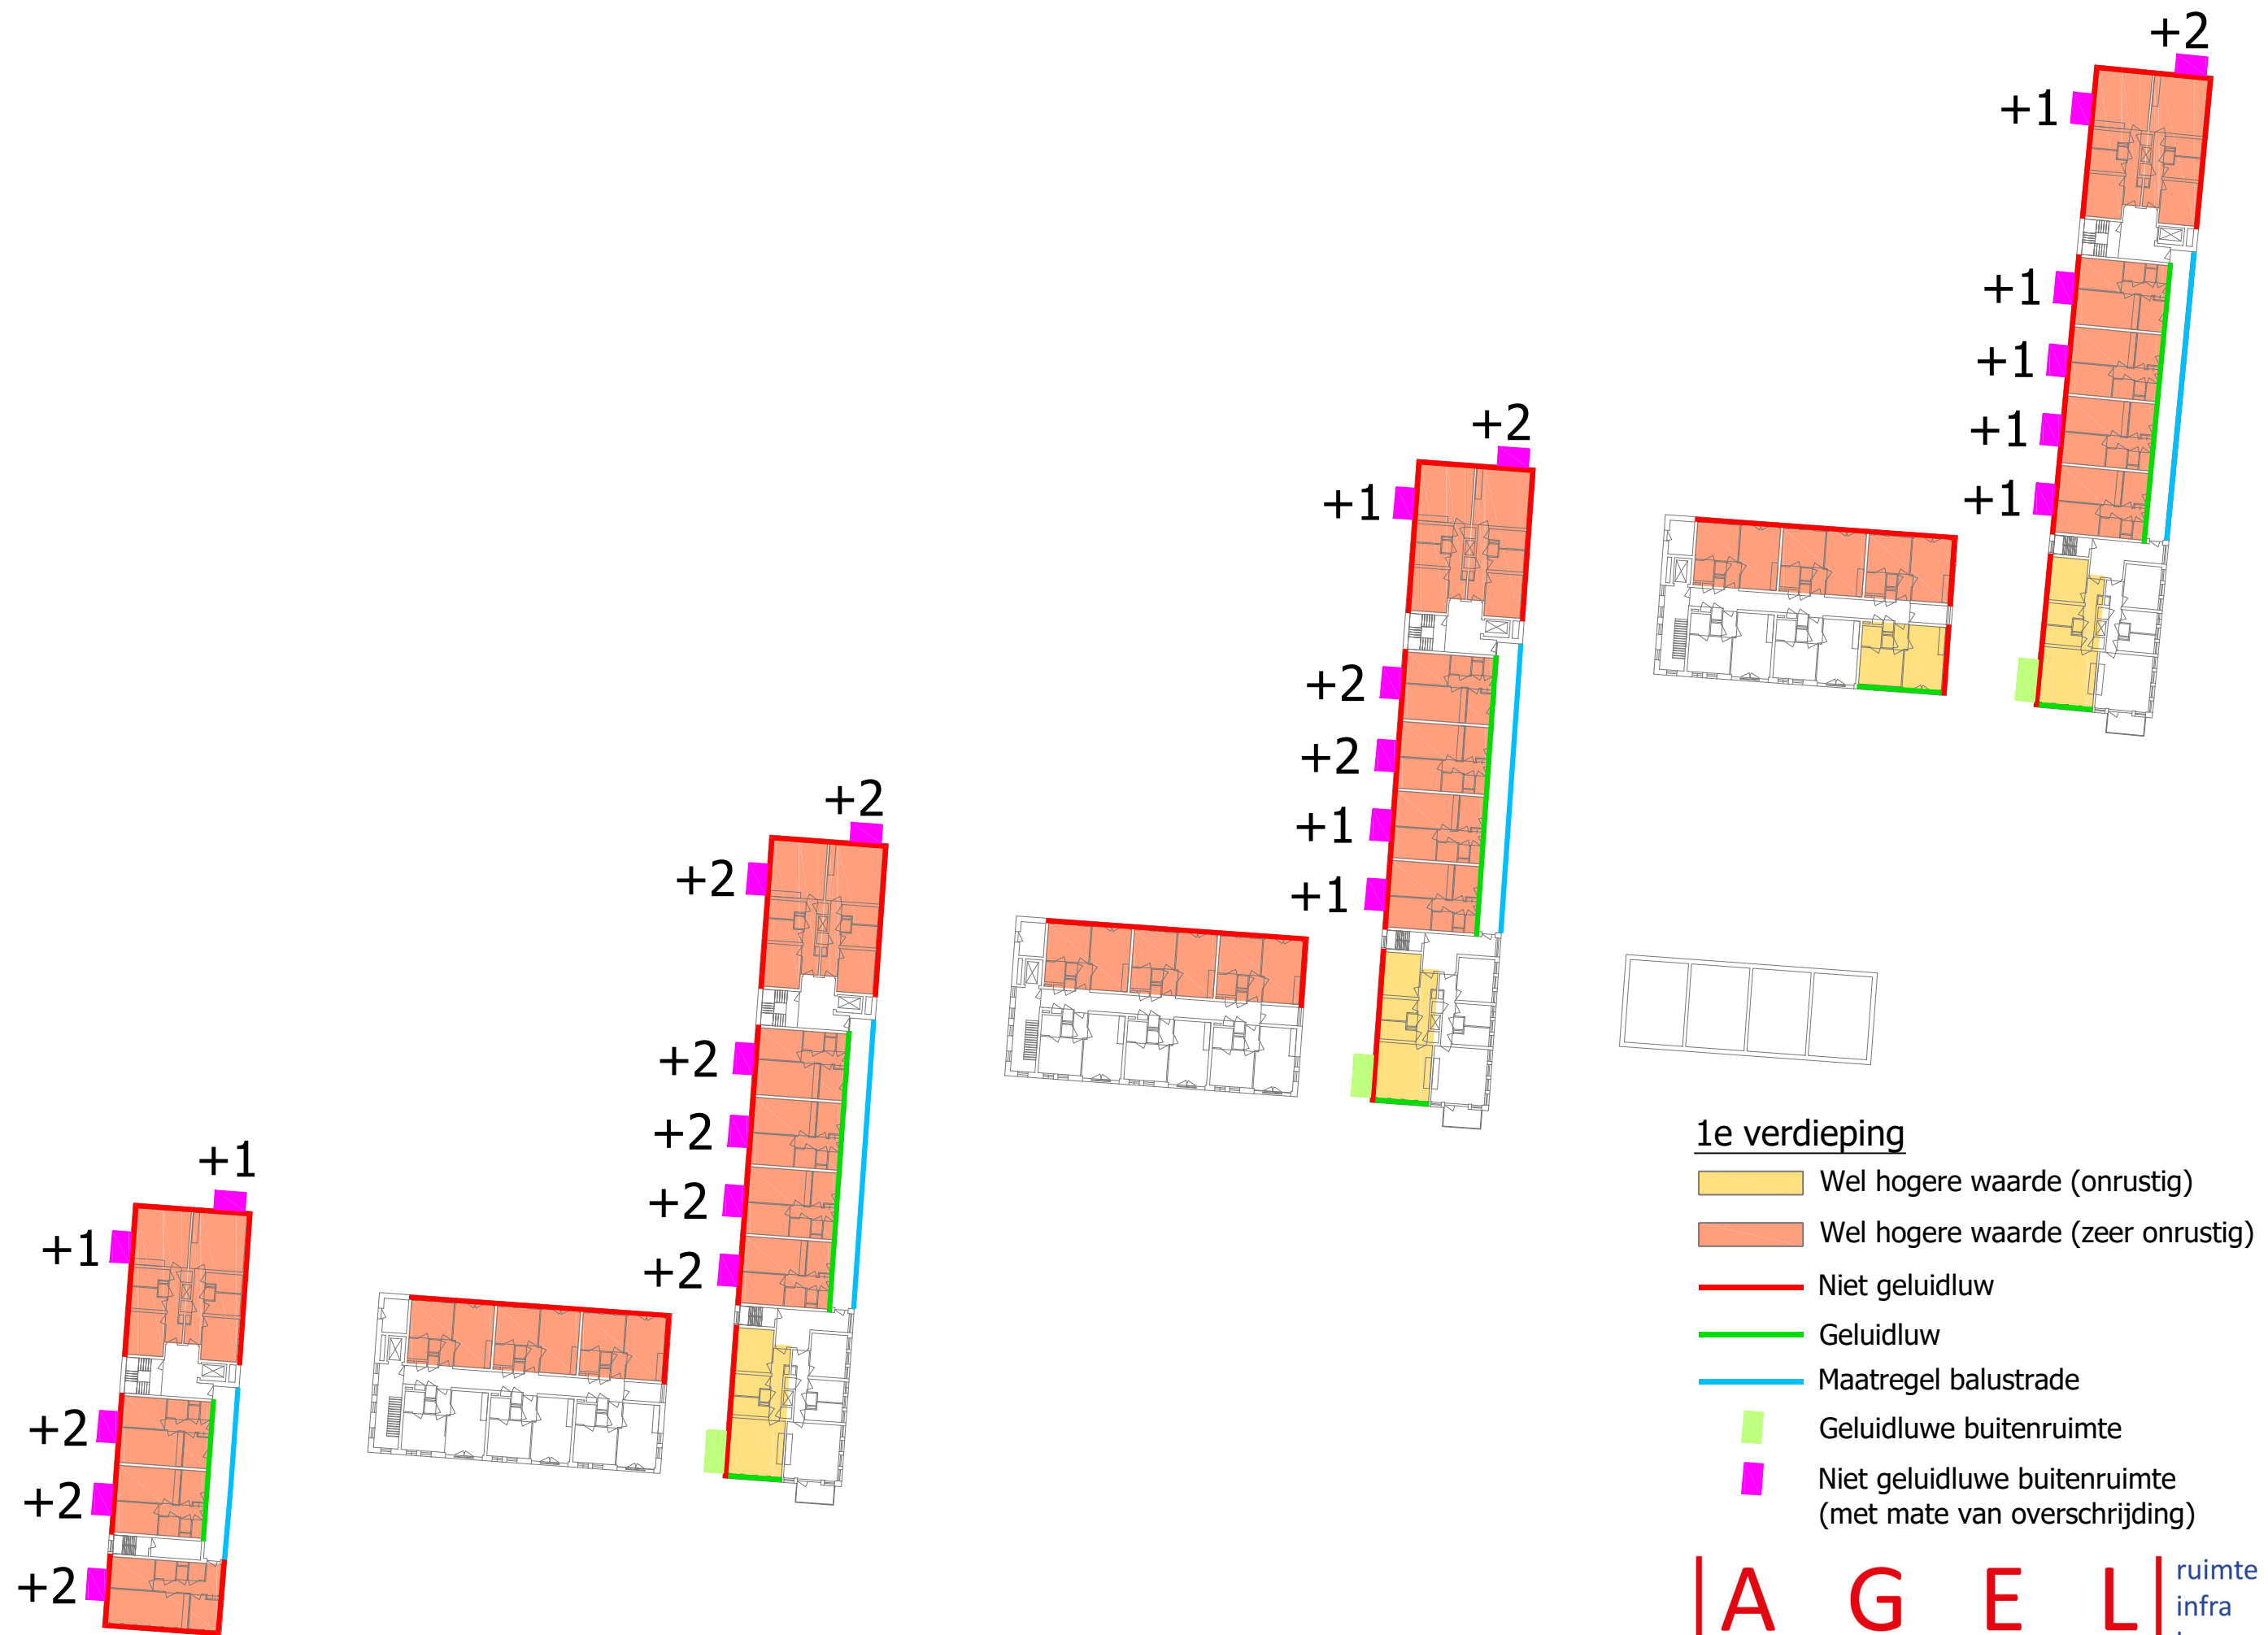 +2
+1
+1
+1
+1
+1
+2
+1
+2
+2
+1
+1
+2
+2
+2
+2
+2
+2
+1
+1
+2
+2
+2
1e verdieping
Wel hogere waarde (onrustig)
Wel hogere waarde (zeer onrustig)
Niet geluidluw
Geluidluw
Maatregel balustrade
Geluidluwe buitenruimte
Niet geluidluwe buitenruimte
(met mate van overschrijding)
A G E L
ruimte
infra